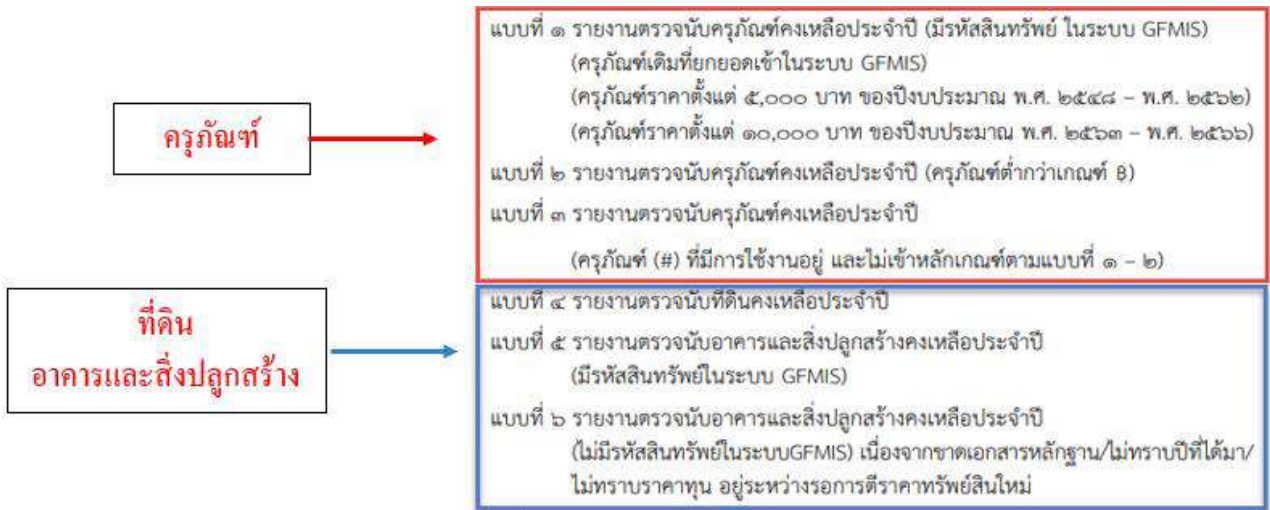 ครุภัณฑ์
แบบที่ ๑ รายงานตรวจนับครุภัณฑ์คงเหลือประจำปี (มีรหัสสินทรัพย์ ในระบบ GFMIS)
(ครุภัณฑ์เดิมที่ยกยอดเข้าในระบบ GFMIS)
(ครุภัณฑ์ราคาตั้งแต่ ๕,๐๐๐ บาท ของปีงบประมาณ พ.ศ. ๒๕๔๘ – พ.ศ. ๒๕๖๒)
(ครุภัณฑ์ราคาตั้งแต่ ๑๐,๐๐๐ บาท ของปีงบประมาณ พ.ศ. ๒๕๖๓ – พ.ศ. ๒๕๖๖)
แบบที่ ๒ รายงานตรวจนับครุภัณฑ์คงเหลือประจำปี (ครุภัณฑ์ต่ำกว่าเกณฑ์ ฿)
แบบที่ ๓ รายงานตรวจนับครุภัณฑ์คงเหลือประจำปี
(ครุภัณฑ์ (#) ที่มีการใช้งานอยู่ และไม่เข้าหลักเกณฑ์ตามแบบที่ ๑ – ๒)
ที่ดิน
อาคารและสิ่งปลูกสร้าง
แบบที่ ๔ รายงานตรวจนับที่ดินคงเหลือประจำปี
แบบที่ ๕ รายงานตรวจนับอาคารและสิ่งปลูกสร้างคงเหลือประจำปี
(มีรหัสสินทรัพย์ในระบบ GFMIS)
แบบที่ ๖ รายงานตรวจนับอาคารและสิ่งปลูกสร้างคงเหลือประจำปี
(ไม่มีรหัสสินทรัพย์ในระบบGFMIS) เนื่องจากขาดเอกสารหลักฐาน/ไม่ทราบปีที่ได้มา/
ไม่ทราบราคาทุน อยู่ระหว่างรอการตีราคาทรัพย์สินใหม่